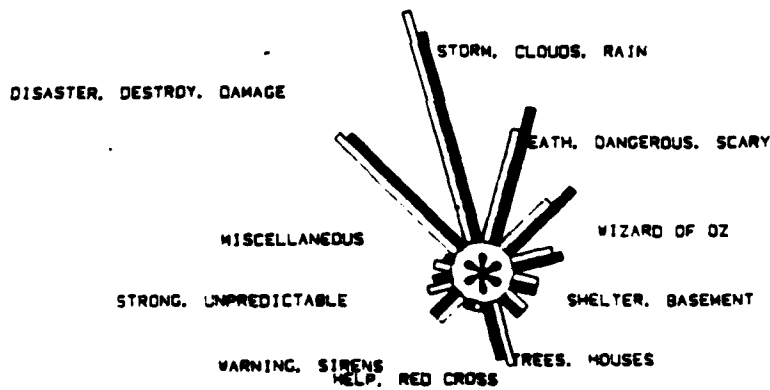 STORM, CLOUDS, RAIN
DISASTER, DESTROY, DAMAGE
EATH, DANGEROUS, SCARY
WIZARD OF OZ
MISCELLANEOUS
STRONG, UNPREDICTABLE
SHELTER, BASEMENT
TREES, HOUSES
WARNING, SIRENS
HELP, RED CROSS